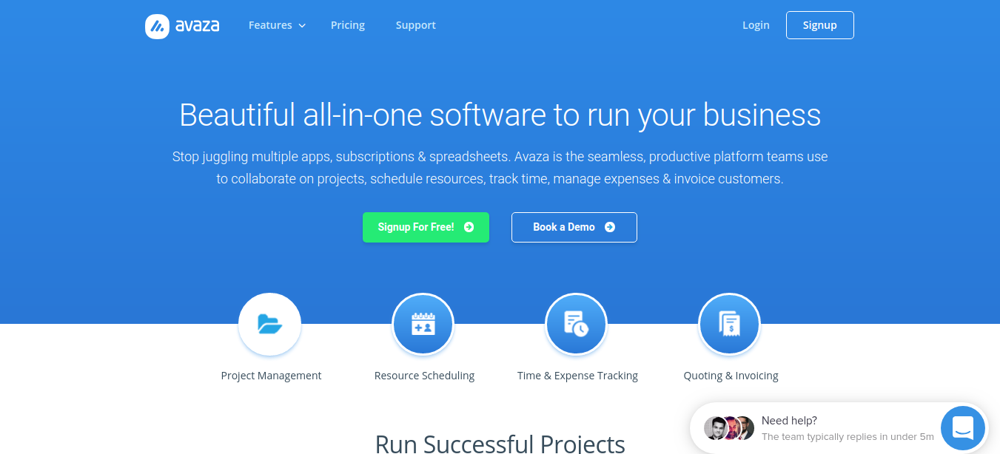 avaza
Features
Pricing
Support
Login
Signup
Beautiful all-in-one software to run your business
Stop juggling multiple apps, subscriptions & spreadsheets. Avaza is the seamless, productive platform teams use
to collaborate on projects, schedule resources, track time, manage expenses & invoice customers.
Signup For Free!
Book a Demo
$
Project Management
Resource Scheduling
Time & Expense Tracking
Quoting & Invoicing
Need help?
The team typically replies in under 5m
Run Successful Projects